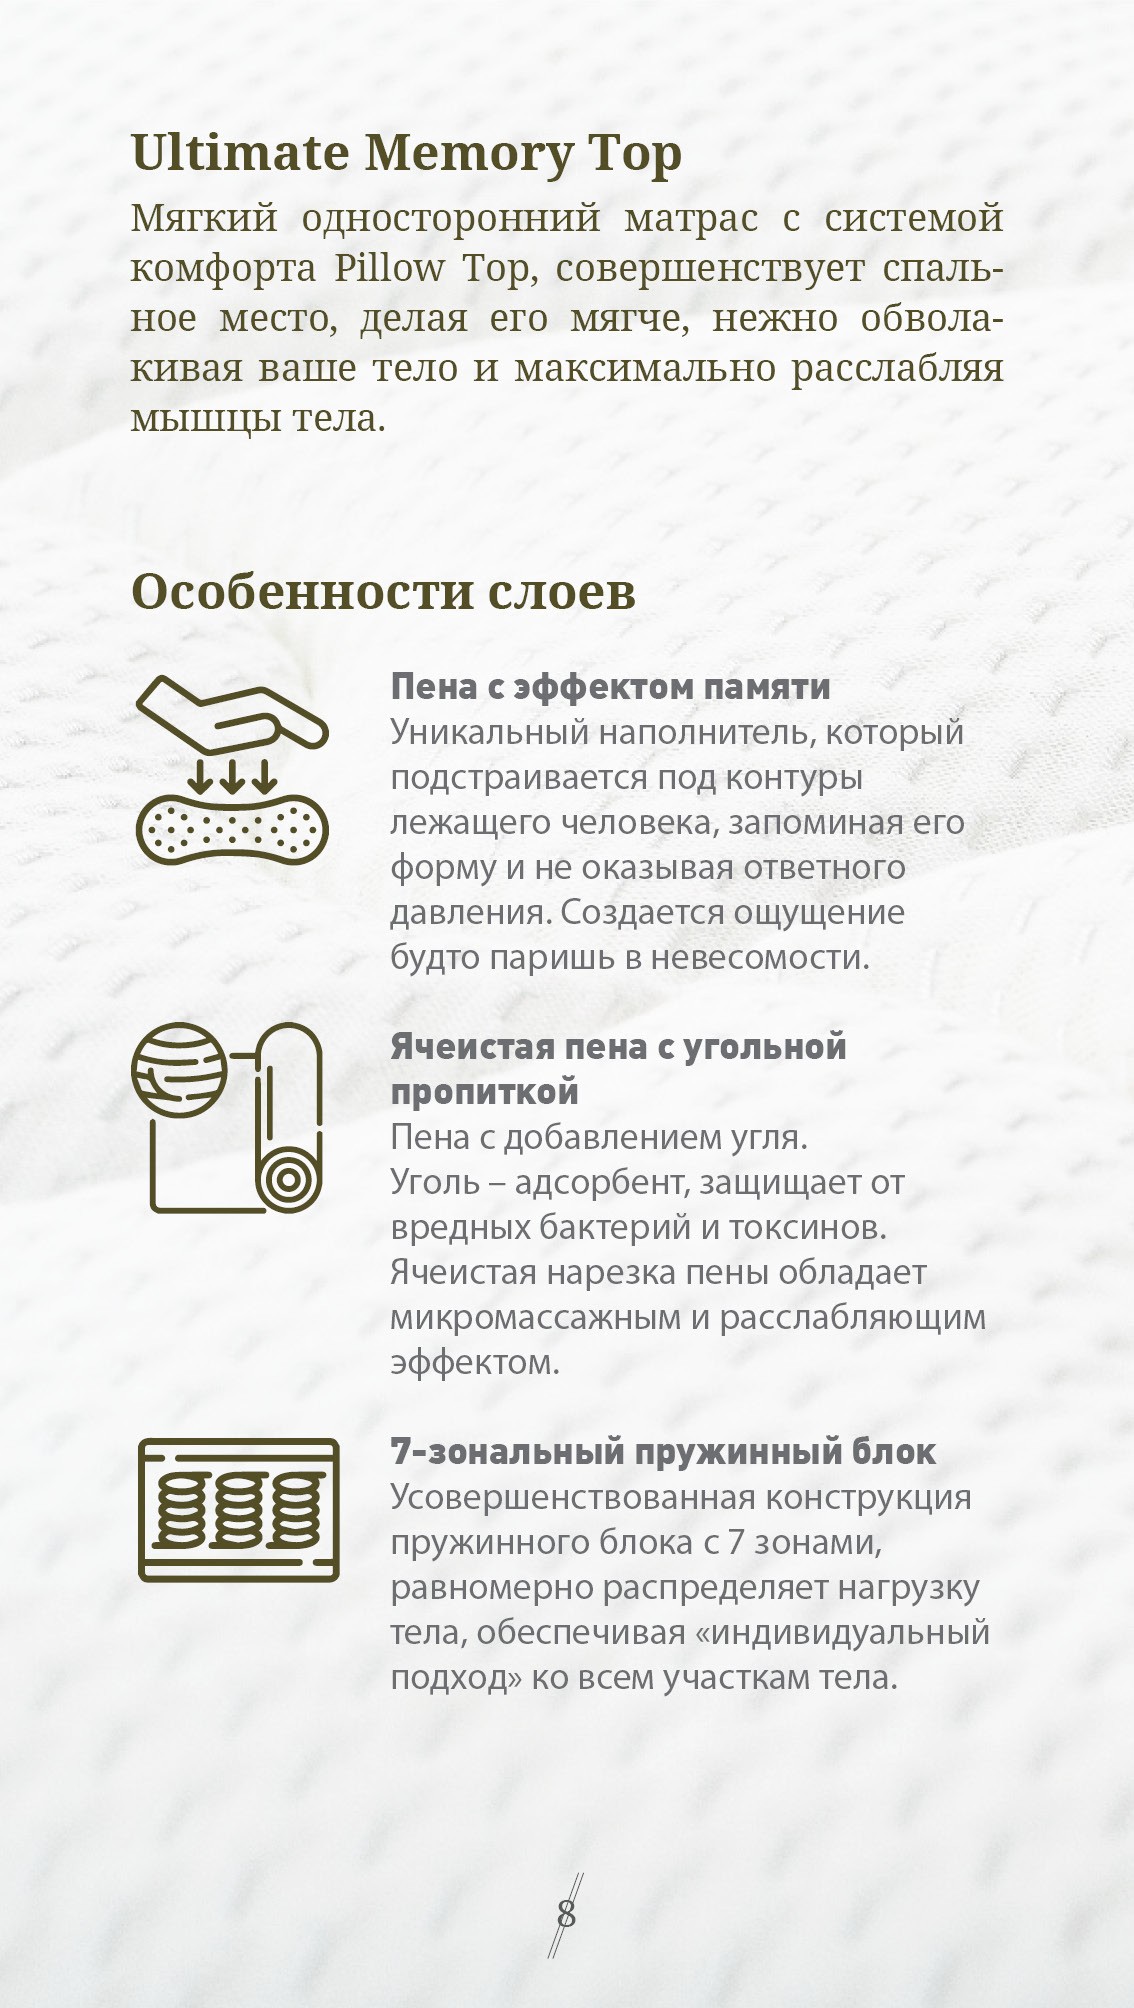 Ultimate Memory Top
Мягкий односторонний матрас с системой
комфорта Pillow Top, совершенствует спаль-
ное место, делая его мягче, нежно обвола-
кивая ваше тело и максимально расслабляя
мышцы тела.
Особенности слоев
Пена с эффектом памяти
Уникальный наполнитель, который
подстраивается под контуры
лежащего человека, запоминая его
форму и не оказывая ответного
давления. Создается ощущение
будто паришь в невесомости.
Ячеистая пена с угольной
пропиткой
Пена с добавлением угля.
Уголь – адсорбент, защищает от
вредных бактерий и токсинов.
Ячеистая нарезка пены обладает
микромассажным и расслабляющим
эффектом.
7-зональный пружинный блок
Усовершенствованная конструкция
пружинного блока с 7 зонами,
равномерно распределяет нагрузку
тела, обеспечивая «индивидуальный
подход» ко всем участкам тела.
8